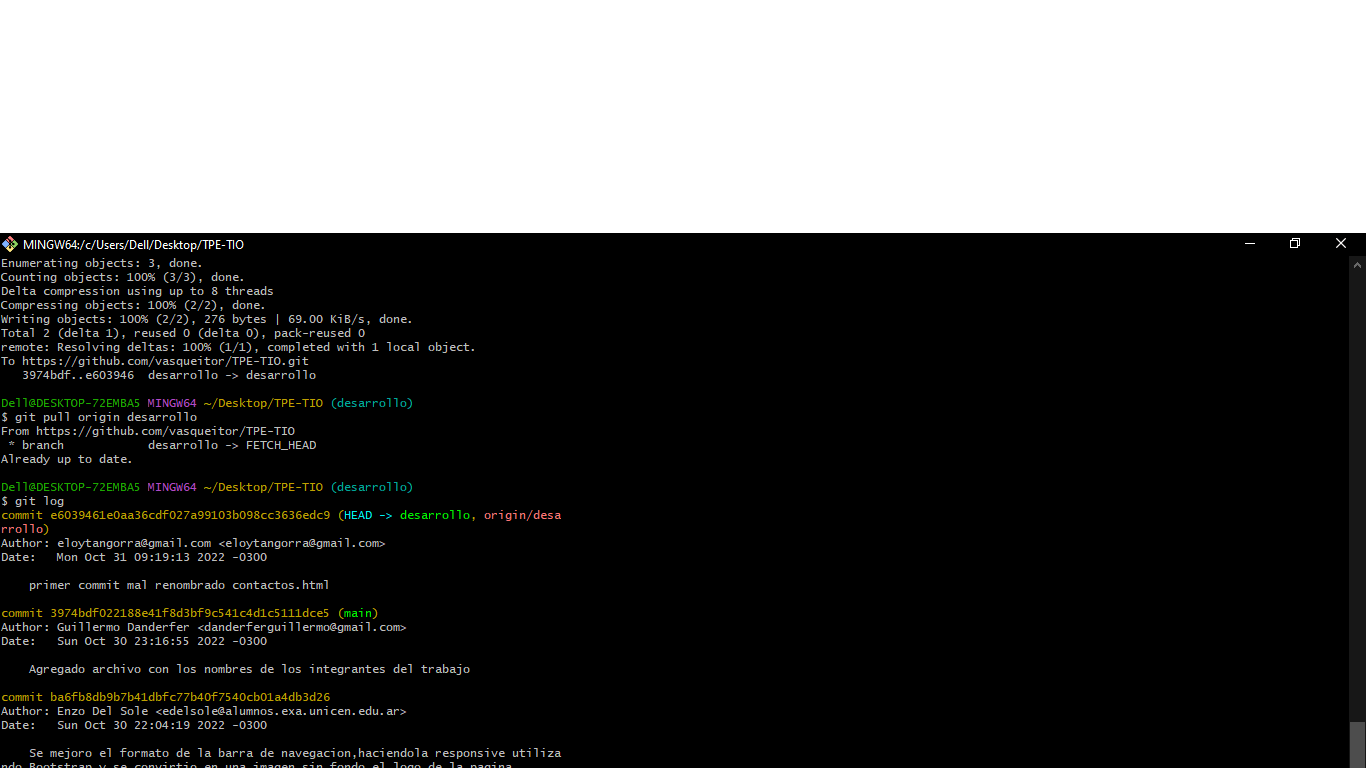 MINGW64:/c/Users/Dell/Desktop/TPE-TIO
Enumerating objects: 3, done.
Counting objects: 100% (3/3), done.
Delta compression using up to 8 threads
Compressing objects: 100% (2/2), done.
Writing objects: 100% (2/2), 276 bytes | 69.00 KiB/s, done.
Total 2 (delta 1), reused 0 (delta 0), pack-reused 0
remote: Resolving deltas: 100% (1/1), completed with 1 local object.
To https://github.com/vasqueitor/TPE-TIO.git
   3974bdf..e603946  desarrollo -> desarrollo
Dell@DESKTOP-72EMBA5 MINGW64 ~/Desktop/TPE-TIO (desarrollo)
$ git pull origin desarrollo
From https://github.com/vasqueitor/TPE-TIO
 * branch            desarrollo -> FETCH_HEAD
Already up to date.
Dell@DESKTOP-72EMBA5 MINGW64 ~/Desktop/TPE-TIO (desarrollo)
$ git log
commit e6039461e0aa36cdf027a99103b098cc3636edc9 (HEAD -> desarrollo, origin/desa
rrollo)
Author: eloytangorra@gmail.com <eloytangorra@gmail.com>
Date:   Mon Oct 31 09:19:13 2022 -0300
    primer commit mal renombrado contactos.html
commit 3974bdf022188e41f8d3bf9c541c4d1c5111dce5 (main)
Author: Guillermo Danderfer <danderferguillermo@gmail.com>
Date:   Sun Oct 30 23:16:55 2022 -0300
    Agregado archivo con los nombres de los integrantes del trabajo
commit ba6fb8db9b7b41dbfc77b40f7540cb01a4db3d26
Author: Enzo Del Sole <edelsole@alumnos.exa.unicen.edu.ar>
Date:   Sun Oct 30 22:04:19 2022 -0300
    Se mejoro el formato de la barra de navegacion,haciendola responsive utiliza
ndo Bootstrap y se convirtio en una imagen sin fondo el logo de la pagina